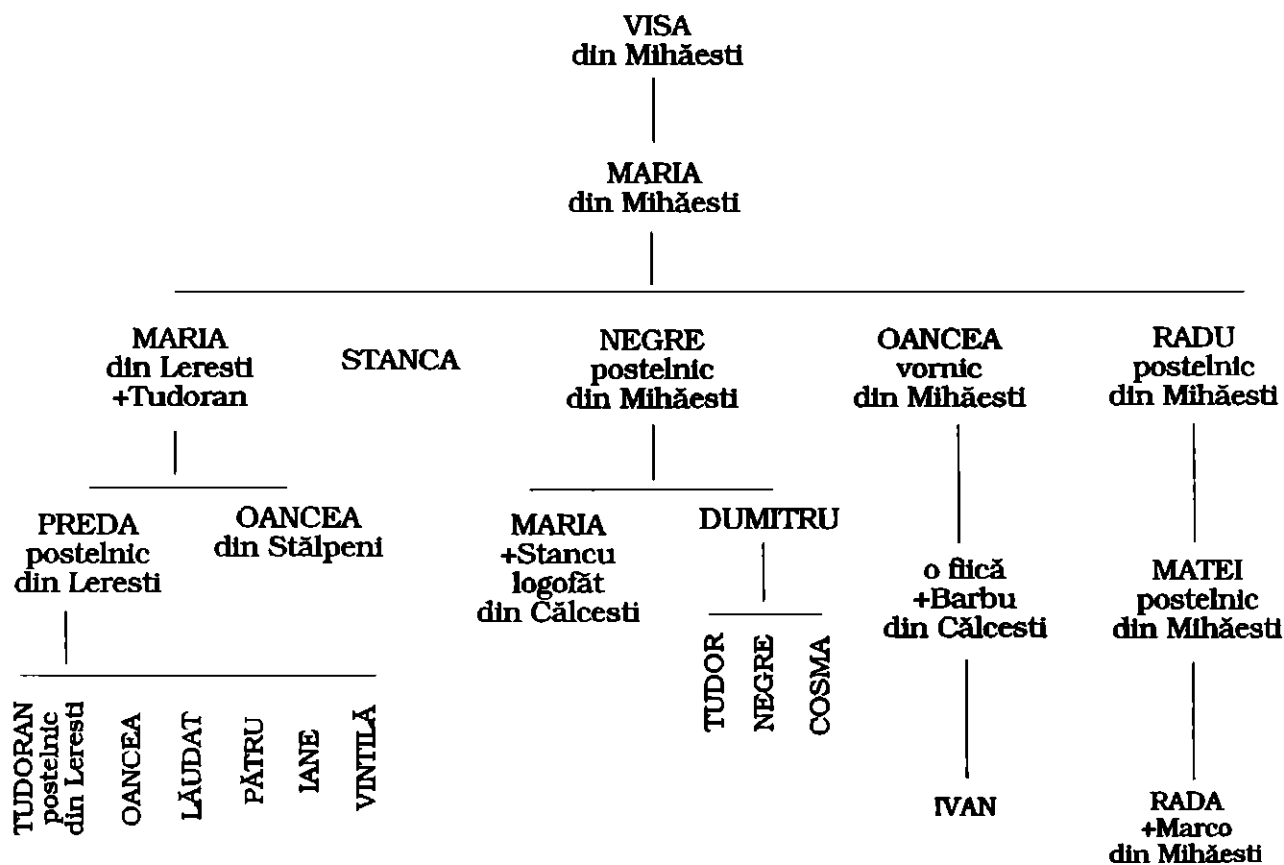 VISA
din Mihăesti
MARIA
din Mihăesti
MARIA
din Leresti
+Tudoran
STANCA
NEGRE
postelnic
din Mihăesti
OANCEA
vornic
din Mihăesti
RADU
postelnic
din Mihăesti
PREDA
postelnic
din Leresti
OANCEA
din Stălpeni
MARIA
+Stancu
logofăt
din Călcesti
DUMITRU
o fiică
+Barbu
din Călcesti
MATEI
postelnic
din Mihăesti
TUDORAN
postelnic
din Leresti
OANCEA
LĂUDAT
PĂTRU
IANE
VINTILĂ
TUDOR
NEGRE
COSMA
IVAN
RADA
+Marco
din Mihăesti